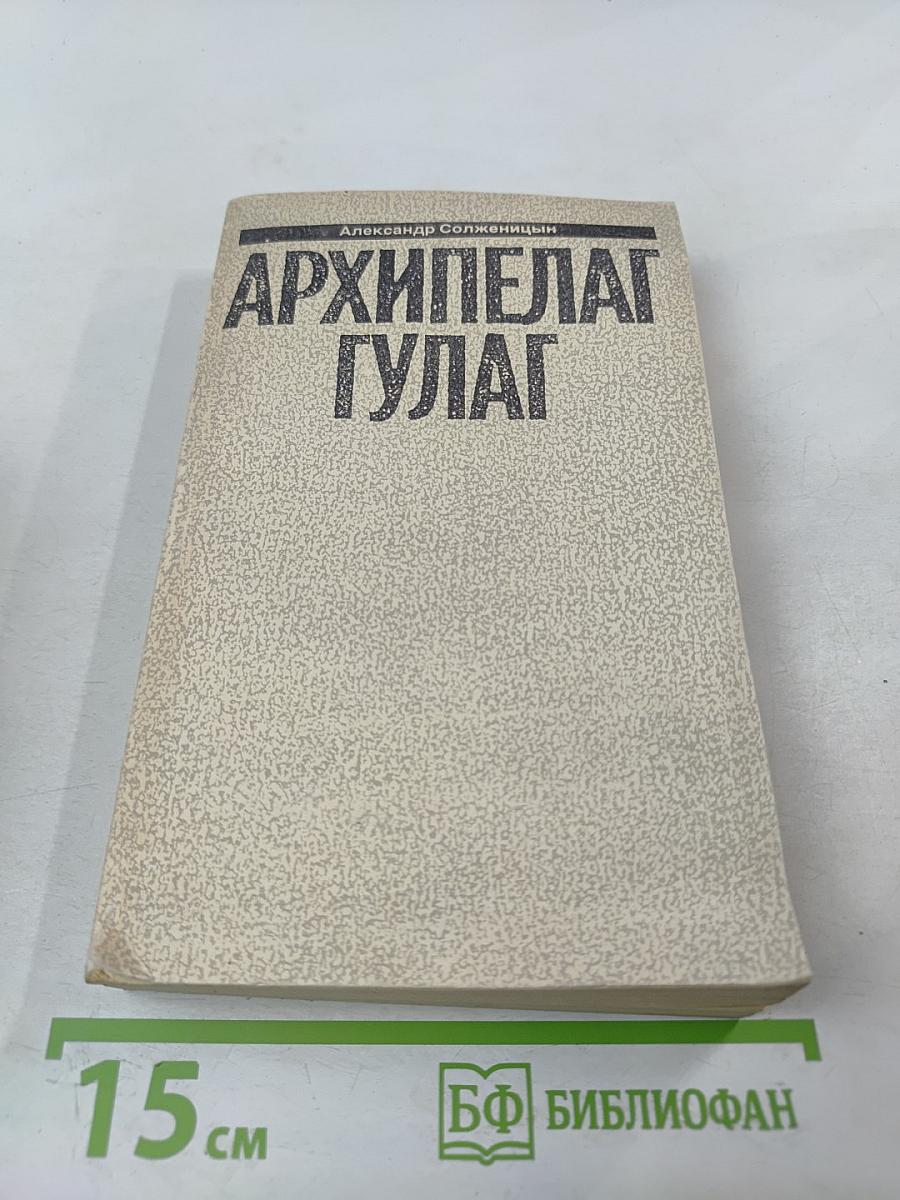 Александр Солженицын
АРХИПЕЛАГ
ГУЛАГ
15 см
БФ БИБЛИОФАН